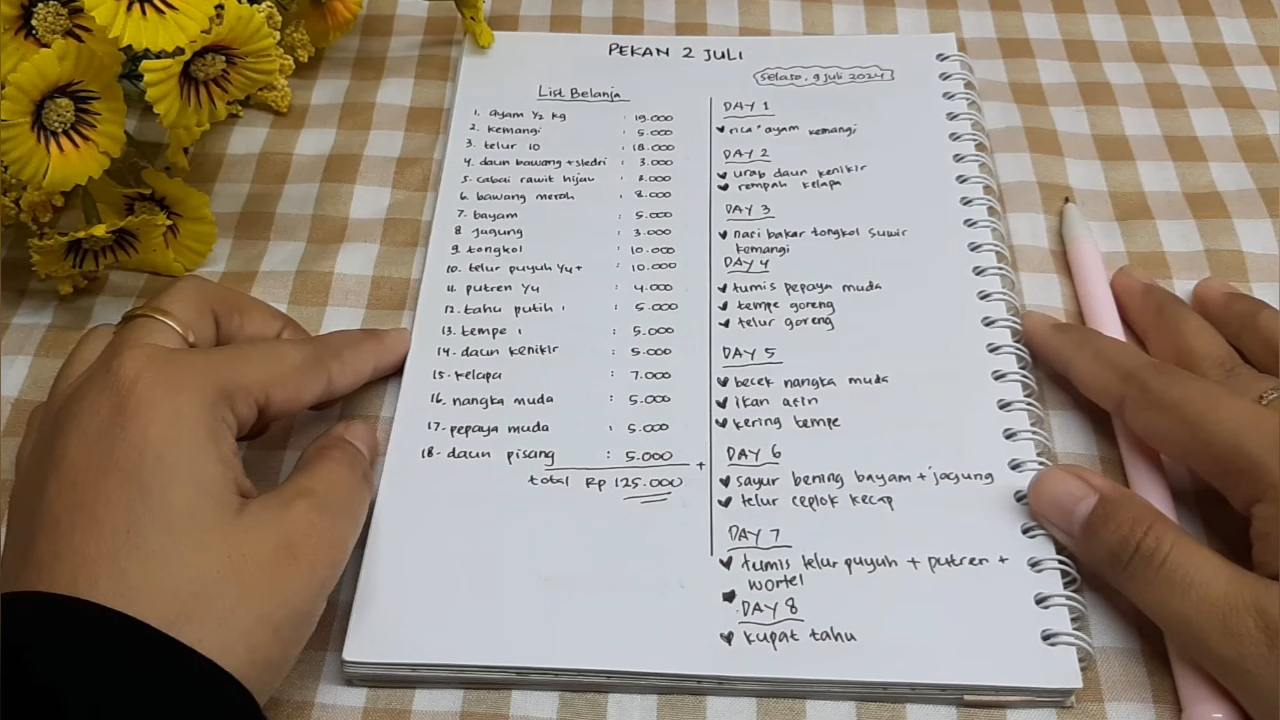 PEKAN 2 JULI
Selasa, 9 juli 2024
List Belanja
1. ayam 1/2 kg : 19.000
2. kemangi : 5.000
3. telur 10 : 18.000
4. daun bawang + sledri : 3.000
5. cabai rawit hijau : 3.000
6. bawang merah : 8.000
7. bayam : 5.000
8. jagung : 3.000
9. tongkol : 10.000
10. telur puyuh 1/4+ : 10.000
11. putren 1/4 : 4.000
12. tahu putih 1 : 5.000
13. tempe 1 : 5.000
14. daun kenikir : 5.000
15. kelapa : 7.000
16. nangka muda : 5.000
17. pepaya muda : 5.000
18. daun pisang : 5.000
+
total Rp 125.000
DAY 1
rica" ayam kemangi
DAY 2
urab daun kenikir
rempah kelapa
DAY 3
nasi bakar tongkol suwir
kemangi
DAY 4
tumis pepaya muda
tempe goreng
telur goreng
DAY 5
becek nangka muda
ikan asin
kering tempe
DAY 6
sayur bening bayam + jagung
telur ceplok kecap
DAY 7
tumis telur puyuh + putren +
wortel
DAY 8
kupat tahu